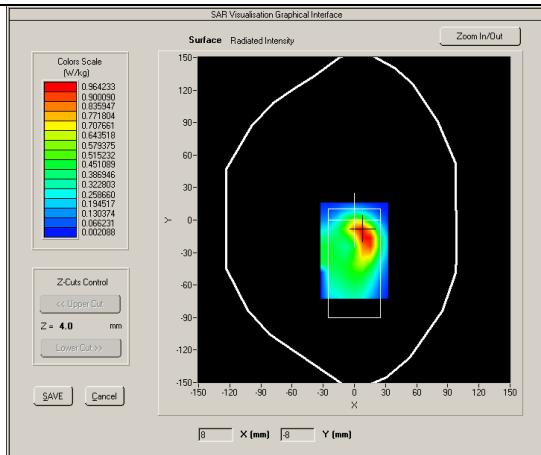 SAR Visualisation Graphical Interface
Surface Radiated Intensity
Zoom In/Out
Colors Scale
(W/kg)
0.964233
0.900090
0.835947
0.771804
0.707661
0.643518
0.579375
0.515232
0.451089
0.386946
0.322803
0.258660
0.194517
0.130374
0.066231
0.002088
Z-Cuts Control
<< Upper Cut
Z = 4.0 mm
Lower Cut >>
SAVE Cancel
150
120
90
60
30
0
-30
-60
-90
-120
-150
Y
-150 -120 -90 -60 -30 0 30 60 90 120 150
X
8 X (mm) -8 Y (mm)